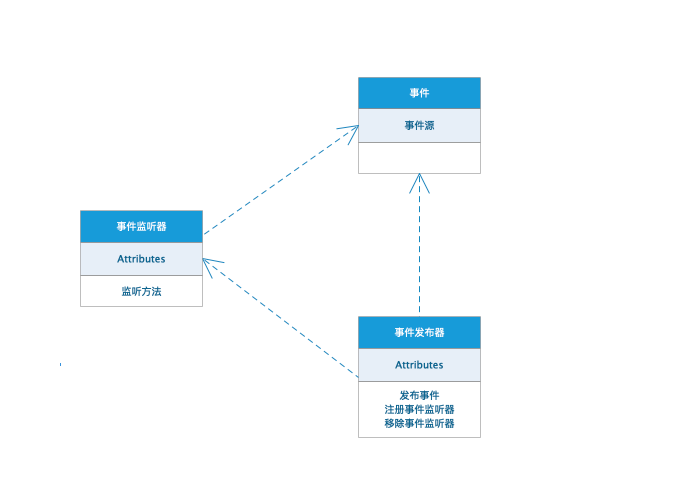 事件
事件源
事件监听器
Attributes
监听方法
事件发布器
Attributes
发布事件
注册事件监听器
移除事件监听器